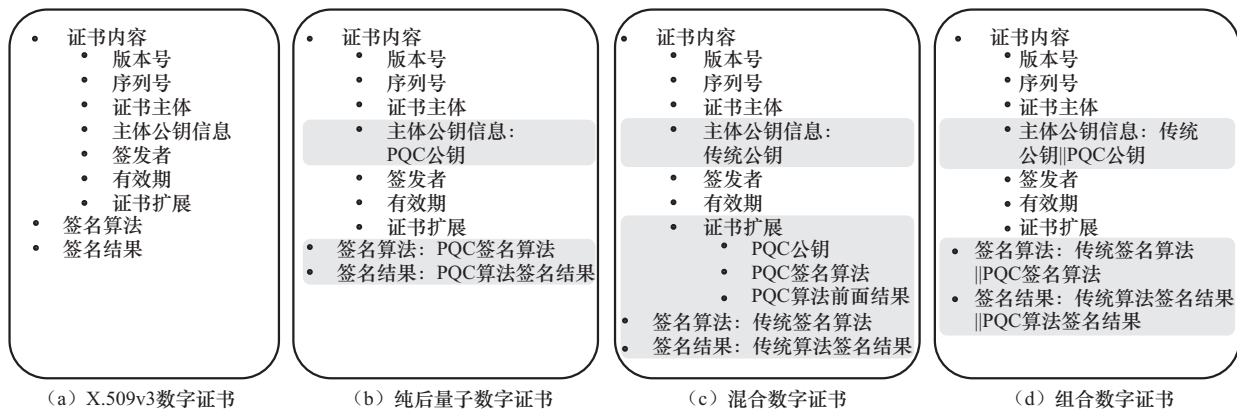 证书内容
版本号
序列号
证书主体
主体公钥信息
签发者
有效期
证书扩展
签名算法
签名结果
（a）X.509v3数字证书
证书内容
版本号
序列号
证书主体
主体公钥信息：
PQC公钥
签发者
有效期
证书扩展
签名算法：PQC签名算法
签名结果：PQC算法签名结果
（b）纯后量子数字证书
证书内容
版本号
序列号
证书主体
主体公钥信息：
传统公钥
签发者
有效期
证书扩展
PQC公钥
PQC签名算法
PQC算法前面结果
签名算法：传统签名算法
签名结果：传统算法签名结果
（c）混合数字证书
证书内容
版本号
序列号
证书主体
主体公钥信息：传统
公钥||PQC公钥
签发者
有效期
证书扩展
签名算法：传统签名算法
||PQC签名算法
签名结果：传统算法签名结果
||PQC算法签名结果
（d）组合数字证书